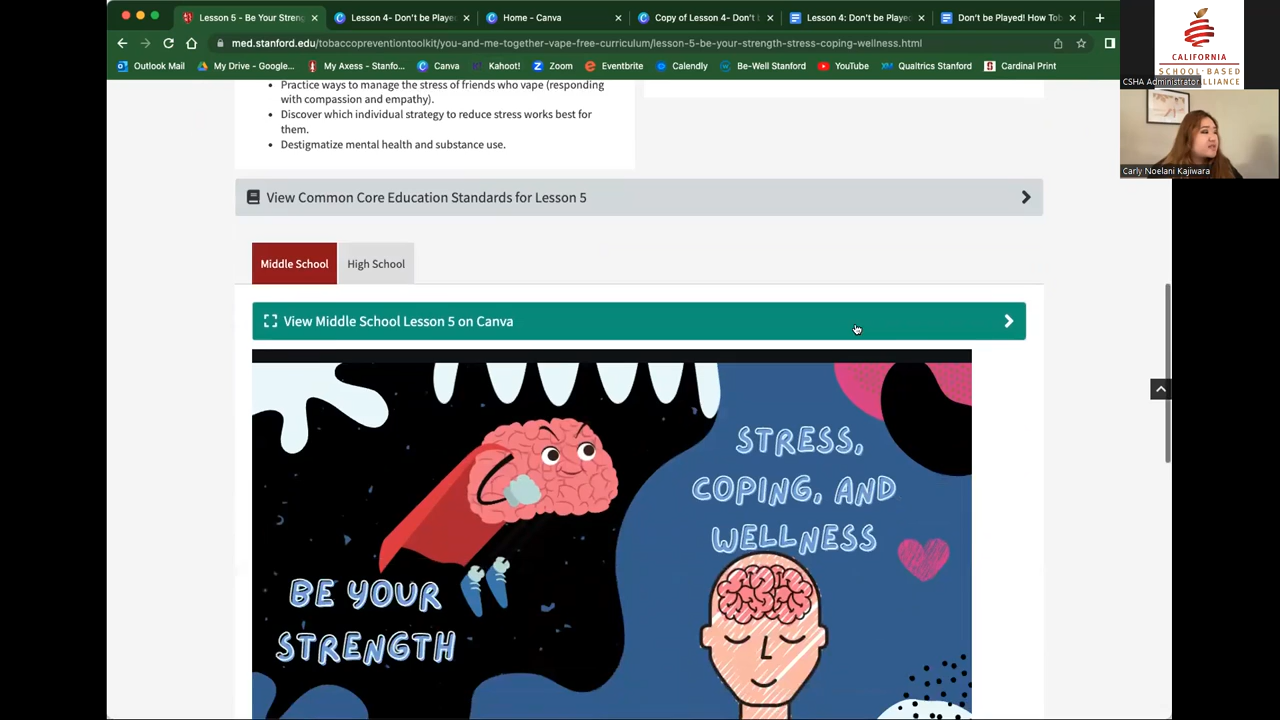 Lesson 5 - Be Your Streng
Lesson 4- Don't be Played
Home - Canva
Copy of Lesson 4- Don't b
Lesson 4: Don't be Played
Don't be Played! How Tob
med.stanford.edu/tobaccopreventiontoolkit/you-and-me-together-vape-free-curriculum/lesson-5-be-your-strength-stress-coping-wellness.html
Outlook Mail
My Drive - Google...
My Axess - Stanfo...
Canva
Kahoot!
Zoom
Eventbrite
Calendly
Be-Well Stanford
YouTube
Qualtrics Stanford
Cardinal Print
CALIFORNIA
SCHOOL-BASED
CSHA Administrator
LLIANCE
Carly Noelani Kajiwara
Practice ways to manage the stress of friends who vape (responding
with compassion and empathy).
Discover which individual strategy to reduce stress works best for
them.
Destigmatize mental health and substance use.
View Common Core Education Standards for Lesson 5
Middle School
High School
View Middle School Lesson 5 on Canva
STRESS,
COPING, AND
WELLNESS
BE YOUR
STRENGTH